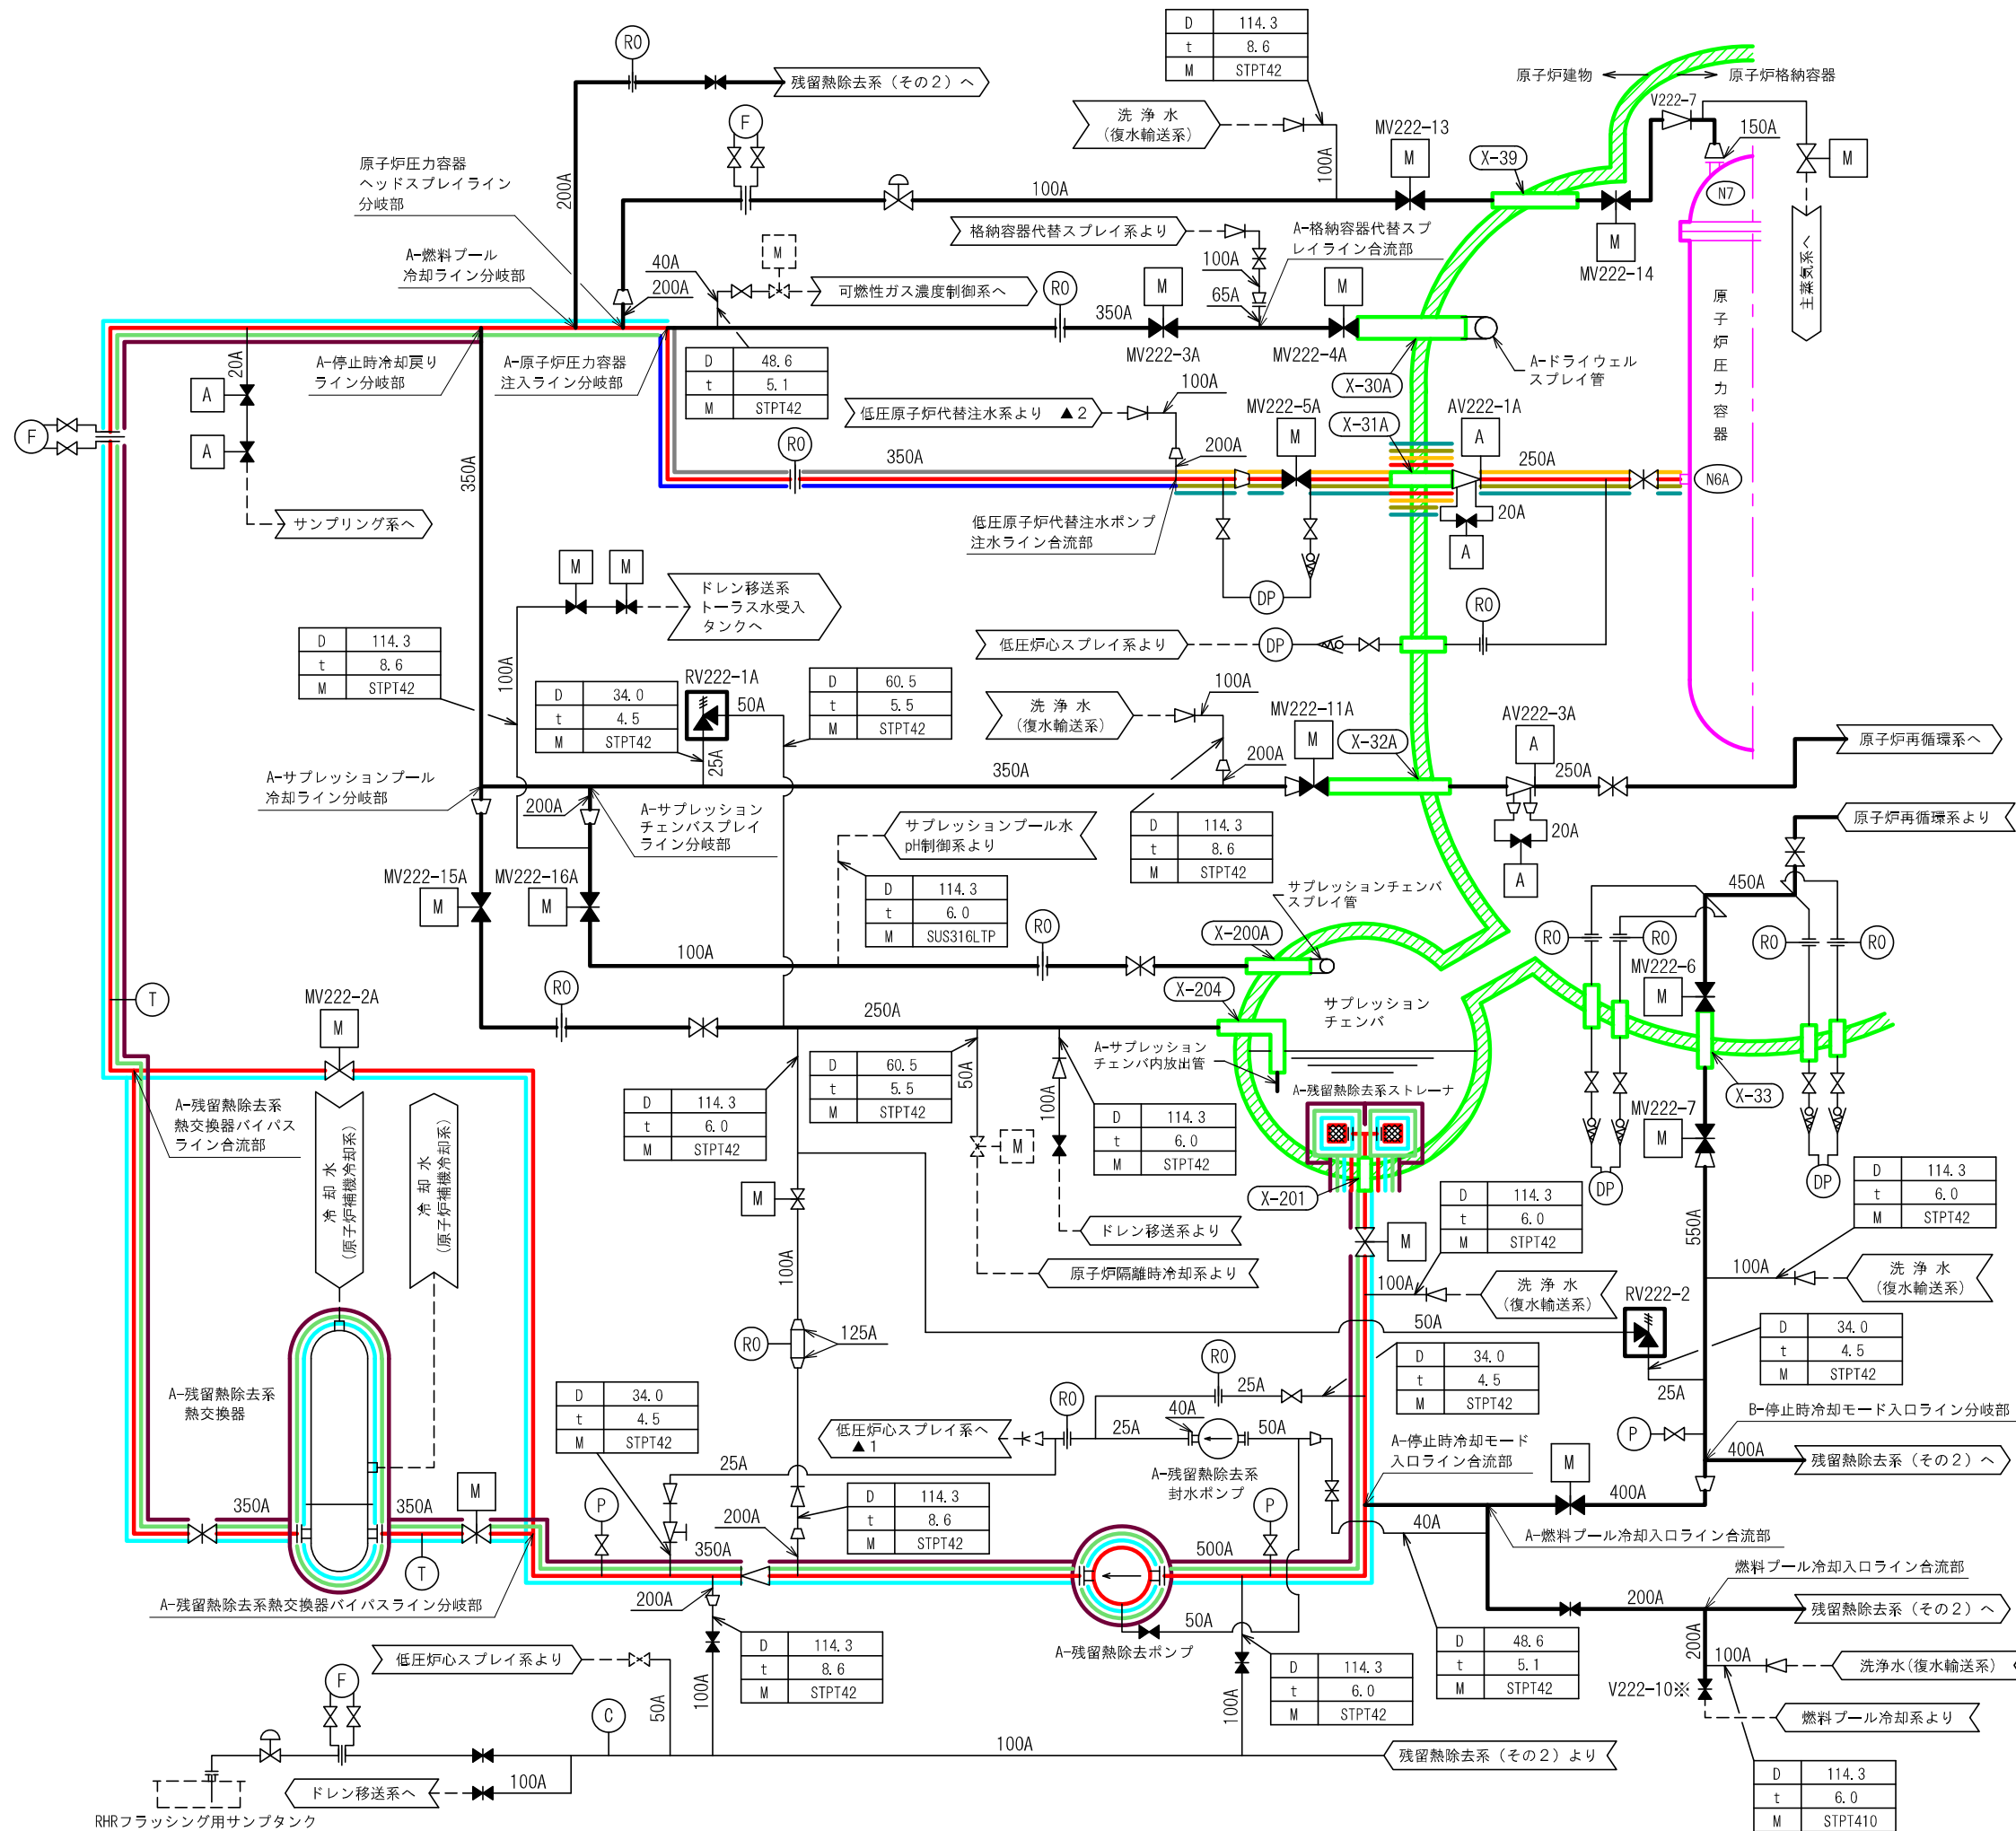 RO
残留熱除去系（その２）へ
D 114.3
t 8.6
M STPT42
原子炉建物
原子炉格納容器
V222-7
150A
M
洗 浄 水
(復水輸送系)
MV222-13
M
X-39
F
原子炉圧力容器
ヘッドスプレイライン
分岐部
200A
100A
100A
N7
格納容器代替スプレイ系より
A-格納容器代替スプ
レイライン合流部
M
MV222-14
主蒸気系へ
A-燃料プール
冷却ライン分岐部
40A
200A
M
可燃性ガス濃度制御系へ
100A
65A
RO
350A
M
M
MV222-3A
MV222-4A
原子炉圧力容器
A-ドライウェル
スプレイ管
X-30A
20A
A-停止時冷却戻り
ライン分岐部
A-原子炉圧力容器
注入ライン分岐部
D 48.6
t 5.1
M STPT42
A
A
F
100A
低圧原子炉代替注水系より ▲2
MV222-5A
M
X-31A
AV222-1A
A
RO
350A
350A
200A
250A
N6A
サンプリング系へ
低圧原子炉代替注水ポンプ
注水ライン合流部
20A
A
M
M
ドレン移送系
トーラス水受入
タンクへ
DP
RO
低圧炉心スプレイ系より
DP
D 114.3
t 8.6
M STPT42
100A
D 34.0
t 4.5
M STPT42
RV222-1A
50A
25A
D 60.5
t 5.5
M STPT42
洗 浄 水
(復水輸送系)
100A
MV222-11A
M
X-32A
AV222-3A
A
原子炉再循環系へ
A-サプレッションプール
冷却ライン分岐部
350A
200A
250A
200A
A-サプレッション
チェンバスプレイ
ライン分岐部
サプレッションプール水
pH制御系より
D 114.3
t 8.6
M STPT42
20A
A
原子炉再循環系より
MV222-15A
M
MV222-16A
M
D 114.3
t 6.0
M SUS316LTP
サプレッションチェンバ
スプレイ管
450A
RO
X-200A
RO
RO
RO
RO
100A
MV222-6
M
T
MV222-2A
M
RO
250A
X-204
サプレッション
チェンバ
A-サプレッション
チェンバ内放出管
A-残留熱除去系ストレーナ
X-33
A-残留熱除去系
熱交換器バイパス
ライン合流部
冷 却 水
(原子炉補機冷却系)
冷 却 水
(原子炉補機冷却系)
D 114.3
t 6.0
M STPT42
D 60.5
t 5.5
M STPT42
50A
100A
M
D 114.3
t 6.0
M STPT42
MV222-7
M
X-201
DP
DP
D 114.3
t 6.0
M STPT42
M
ドレン移送系より
原子炉隔離時冷却系より
M
D 114.3
t 6.0
M STPT42
550A
100A
100A
洗 浄 水
(復水輸送系)
100A
洗 浄 水
(復水輸送系)
RV222-2
50A
RO
125A
D 34.0
t 4.5
M STPT42
25A
D 34.0
t 4.5
M STPT42
A-残留熱除去系
熱交換器
D 34.0
t 4.5
M STPT42
低圧炉心スプレイ系へ
▲1
RO
RO
25A
25A
40A
50A
A-残留熱除去系
封水ポンプ
A-停止時冷却モード
入口ライン合流部
P
B-停止時冷却モード入口ライン分岐部
400A
残留熱除去系（その２）へ
M
400A
25A
350A
350A
M
P
200A
D 114.3
t 8.6
M STPT42
P
40A
A-燃料プール冷却入口ライン合流部
T
350A
500A
燃料プール冷却入口ライン合流部
A-残留熱除去系熱交換器バイパスライン分岐部
200A
50A
A-残留熱除去ポンプ
200A
残留熱除去系（その２）へ
D 114.3
t 8.6
M STPT42
D 114.3
t 6.0
M STPT42
D 48.6
t 5.1
M STPT42
200A
100A
洗浄水(復水輸送系)
V222-10※
燃料プール冷却系より
低圧炉心スプレイ系より
F
50A
C
100A
100A
100A
残留熱除去系（その２）より
ドレン移送系へ
100A
RHRフラッシング用サンプタンク
D 114.3
t 6.0
M STPT410